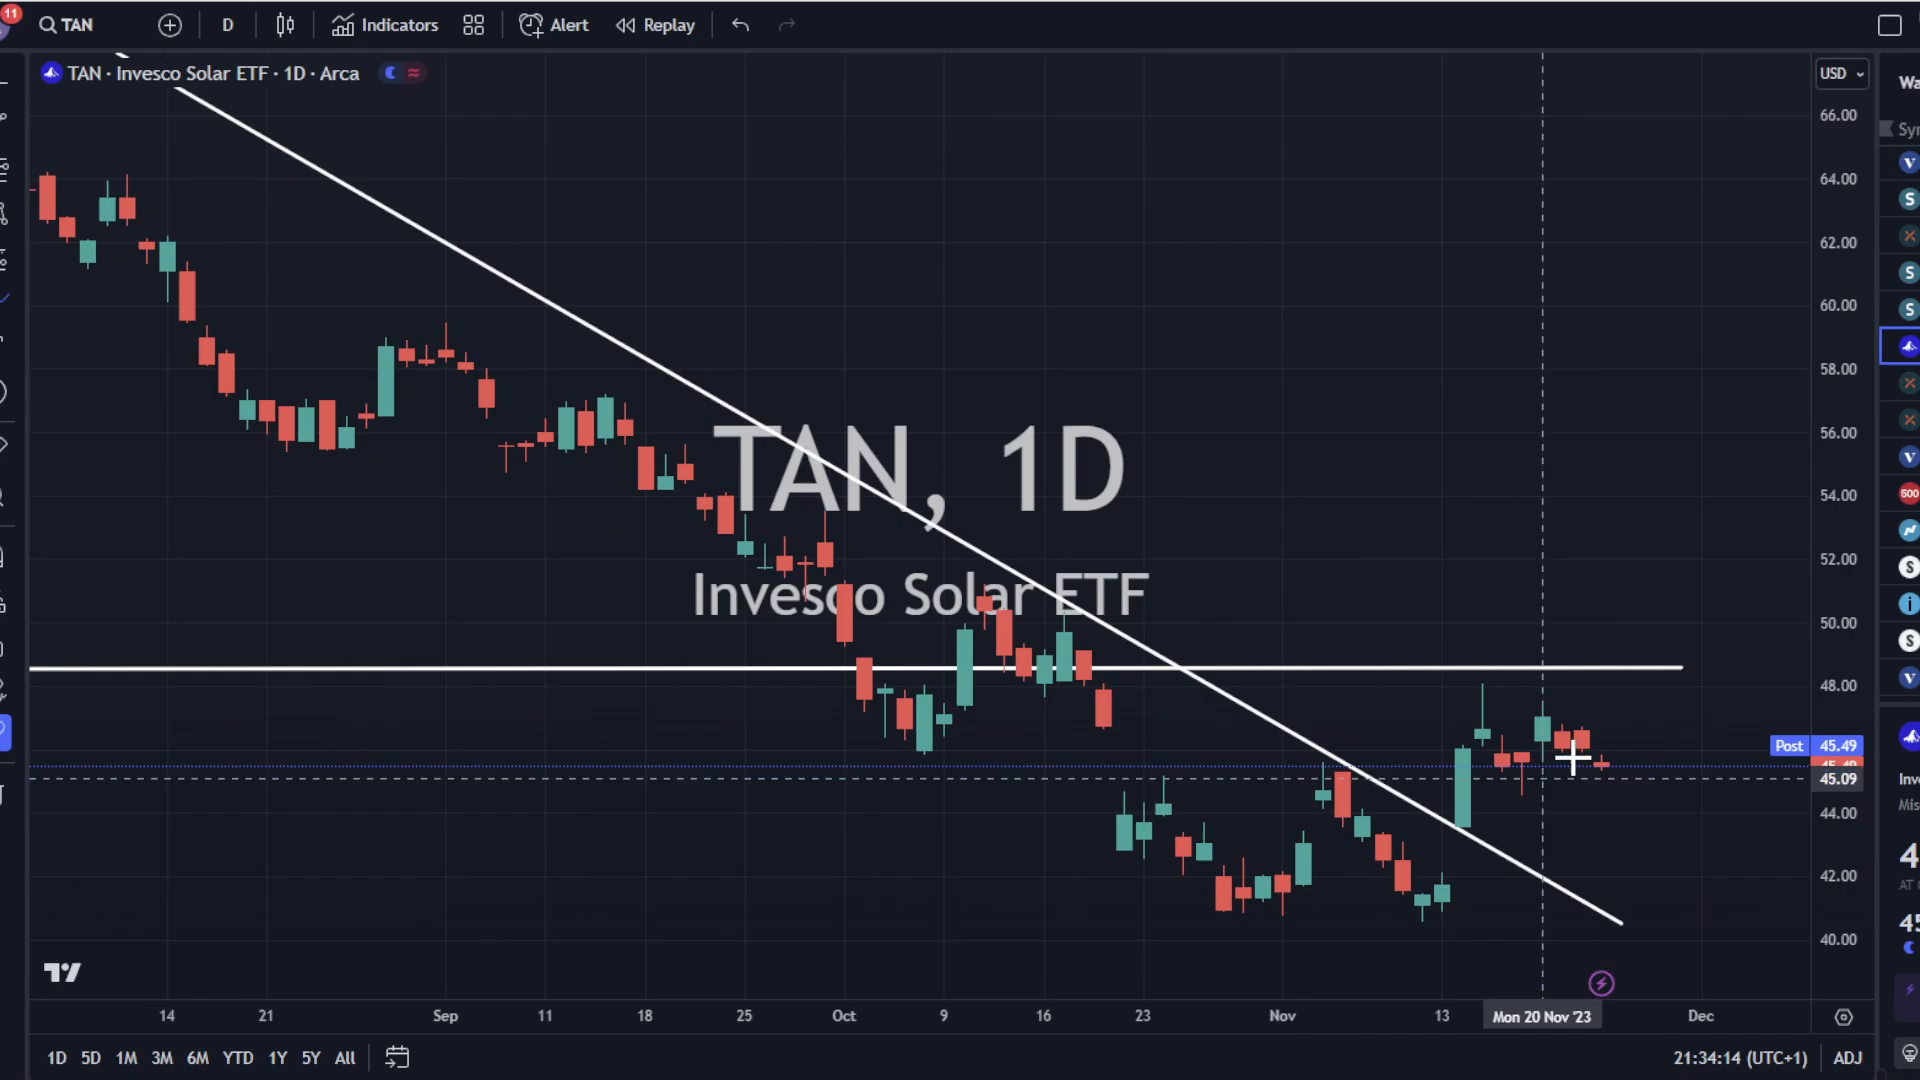 11
TAN
D
Indicators
Alert
Replay
TAN · Invesco Solar ETF · 1D · Arca
USD
66.00
64.00
62.00
60.00
58.00
56.00
54.00
52.00
50.00
48.00
Post 45.49
45.09
44.00
42.00
40.00
TAN, 1D
Invesco Solar ETF
500
14
21
Sep
11
18
25
Oct
9
16
23
Nov
13
Mon 20 Nov '23
Dec
1D 5D 1M 3M 6M YTD 1Y 5Y All
21:34:14 (UTC+1)
ADJ